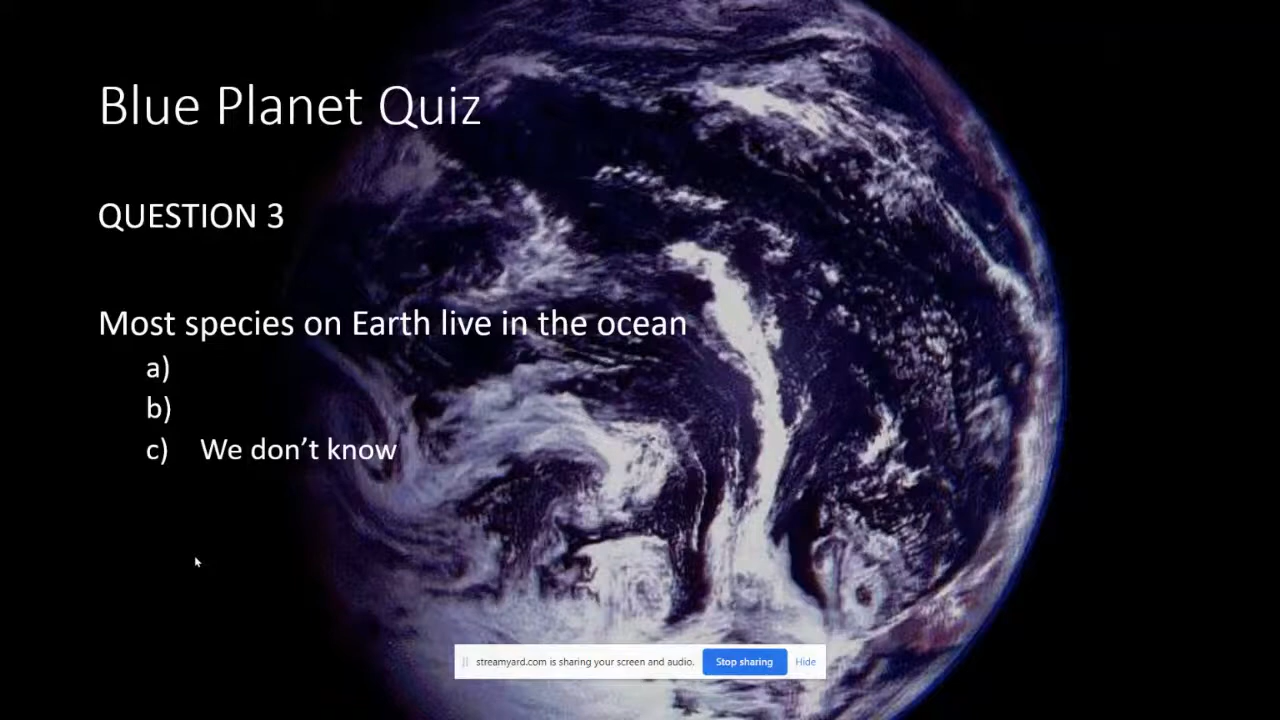 Blue Planet Quiz
QUESTION 3
Most species on Earth live in the ocean
a)
b)
c) We don’t know
streamyard.com is sharing your screen and audio. Stop sharing Hide